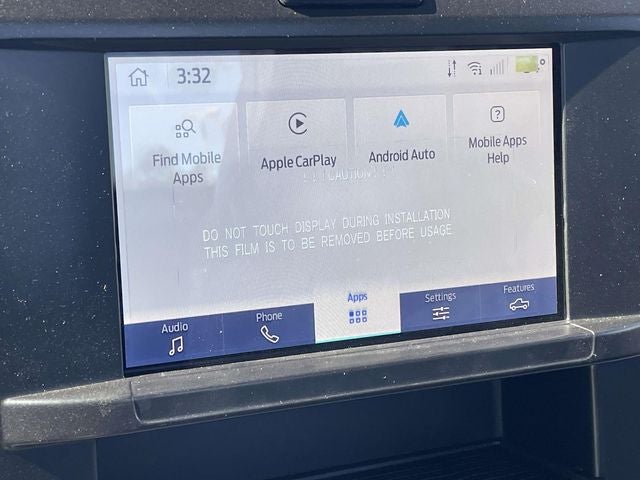 3:32
Find Mobile
Apps
Apple CarPlay
Android Auto
Mobile Apps
Help
! ! CAUTION ! !
DO NOT TOUCH DISPLAY DURING INSTALLATION
THIS FILM IS TO BE REMOVED BEFORE USAGE
Audio
Phone
Apps
Settings
Features